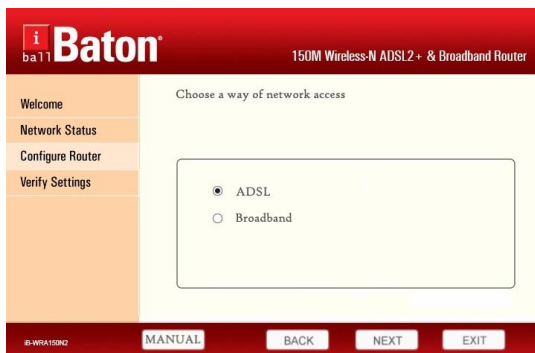 i
ball Baton
150M Wireless-N ADSL2+ & Broadband Router
Welcome
Network Status
Configure Router
Verify Settings
Choose a way of network access
ADSL
Broadband
iB-WRA150N2
MANUAL BACK NEXT EXIT